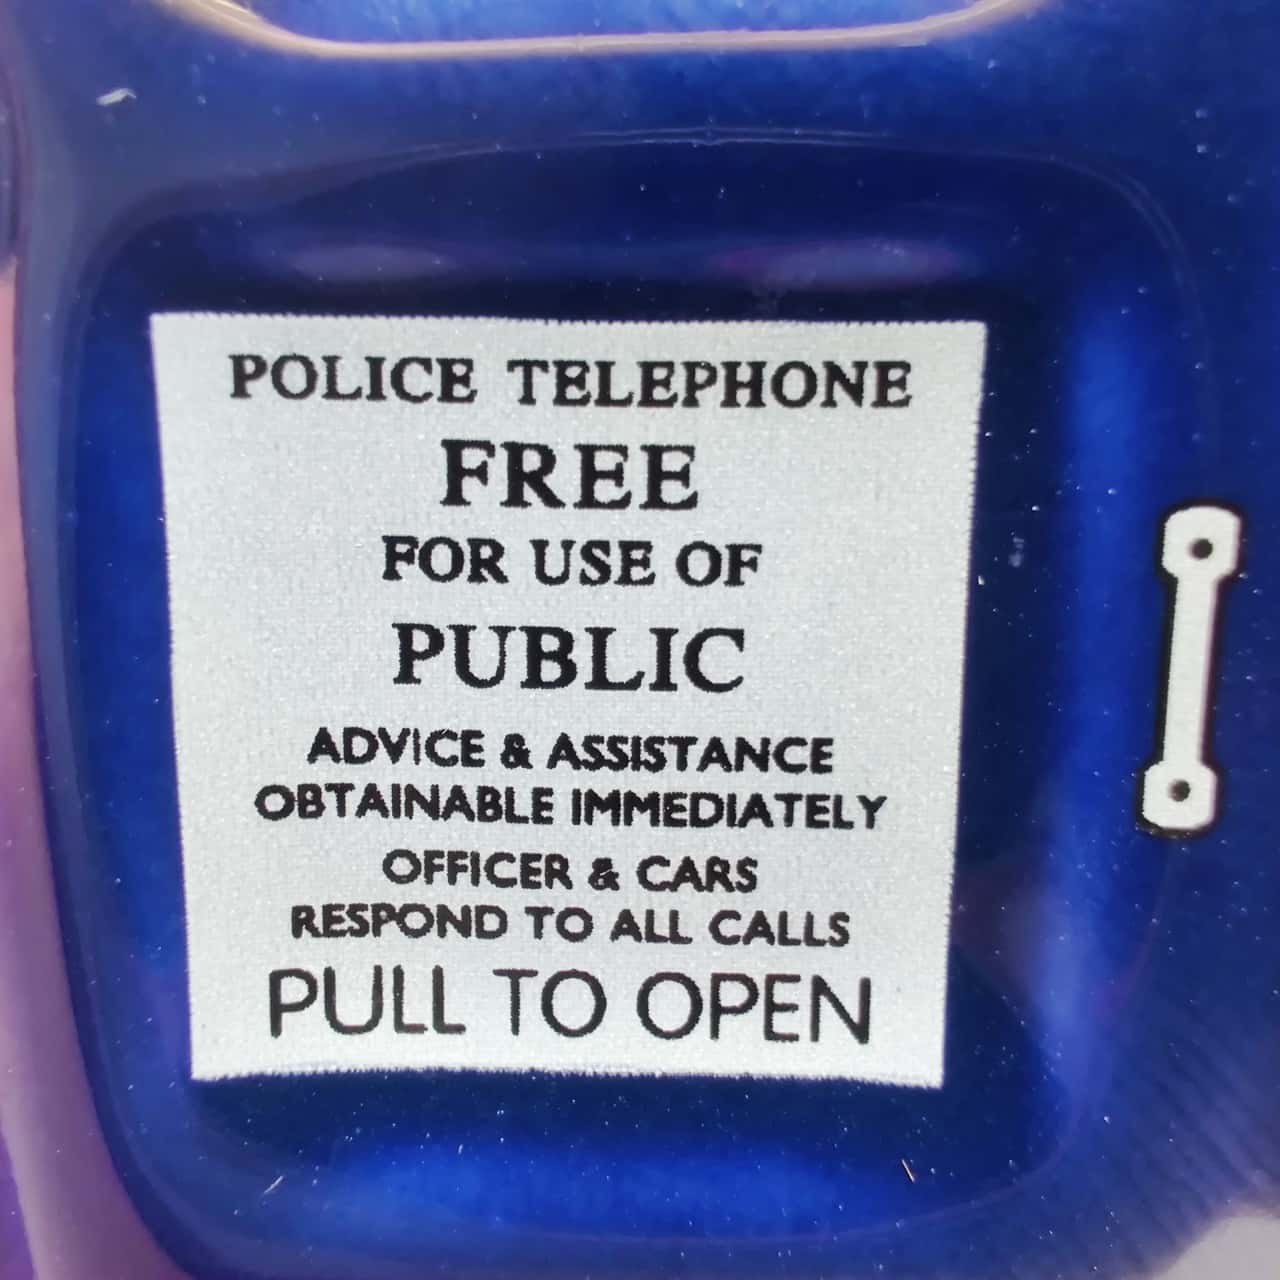 POLICE TELEPHONE
FREE
FOR USE OF
PUBLIC
ADVICE & ASSISTANCE
OBTAINABLE IMMEDIATELY
OFFICER & CARS
RESPOND TO ALL CALLS
PULL TO OPEN